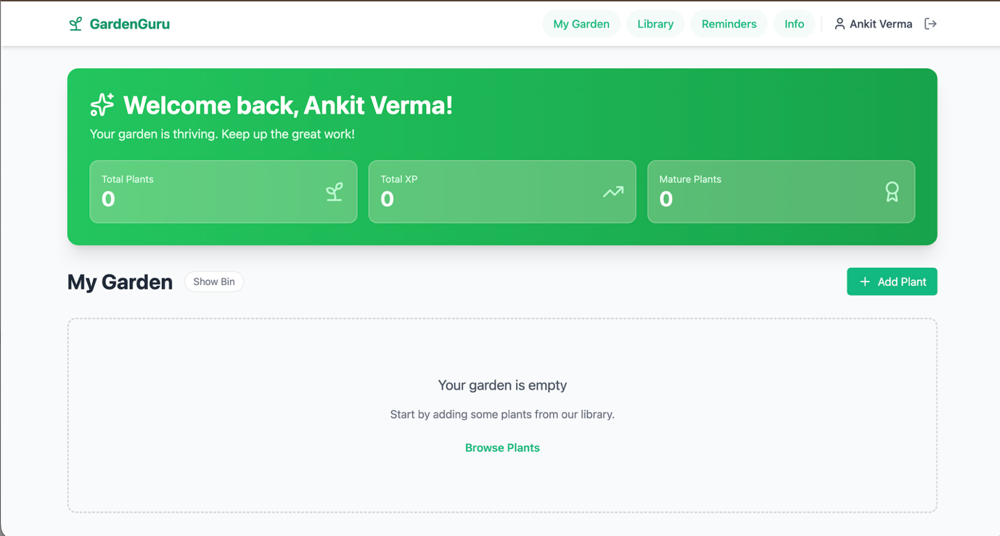 GardenGuru
My Garden
Library
Reminders
Info
Ankit Verma
Welcome back, Ankit Verma!
Your garden is thriving. Keep up the great work!
Total Plants
0
Total XP
0
Mature Plants
0
My Garden
Show Bin
+ Add Plant
Your garden is empty
Start by adding some plants from our library.
Browse Plants